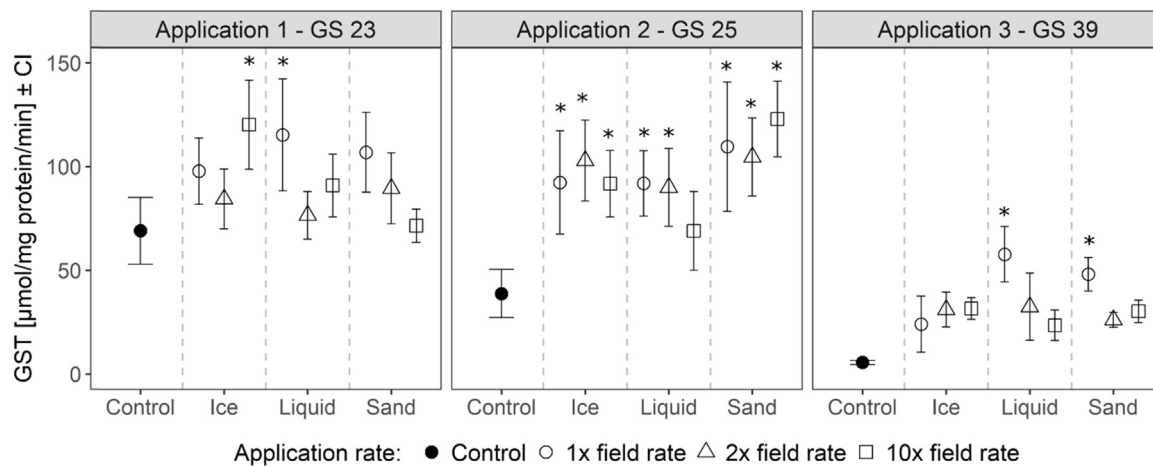 Application 1 - GS 23
Application 2 - GS 25
Application 3 - GS 39
GST [µmol/mg protein/min] ± CI
150
100
50
0
* *
* * * * * * * *
* *
Control Ice Liquid Sand
Control Ice Liquid Sand
Control Ice Liquid Sand
Application rate: Control 1x field rate 2x field rate 10x field rate